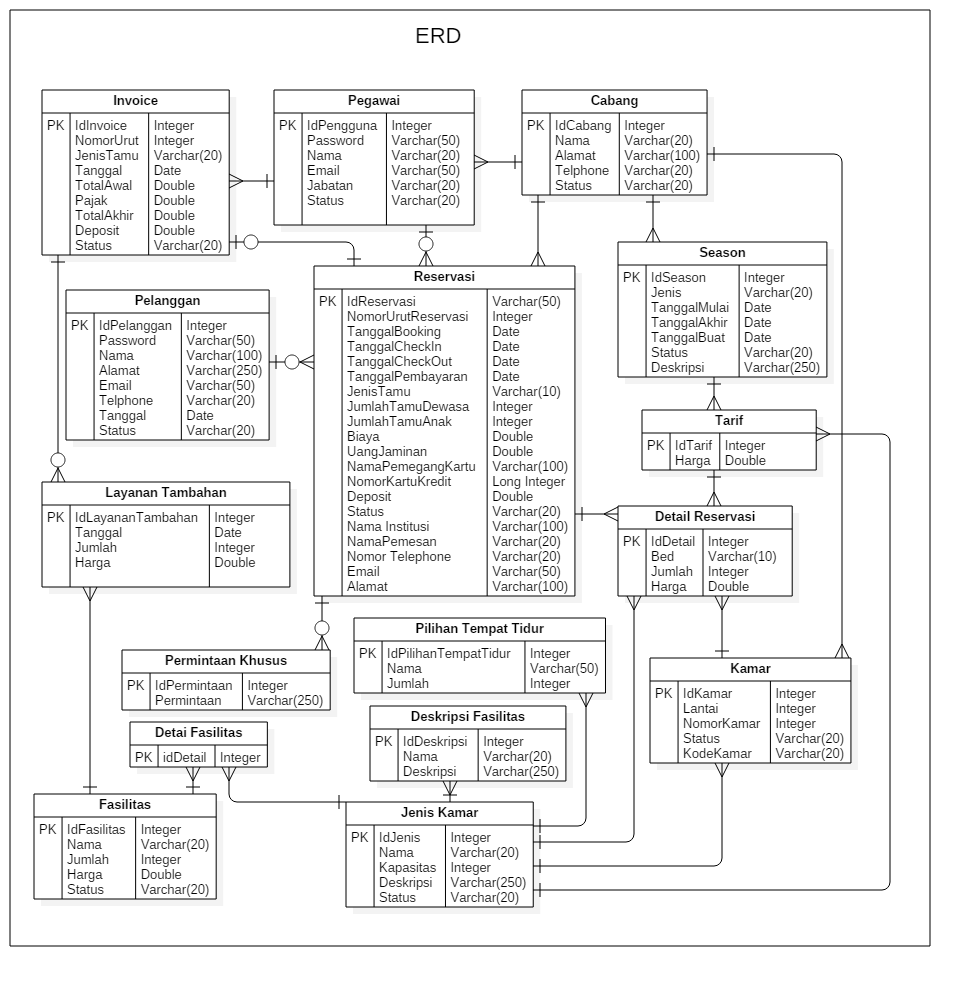 ERD
Invoice
PK IdInvoice Integer
NomorUrut Integer
JenisTamu Varchar(20)
Tanggal Date
TotalAwal Double
Pajak Double
TotalAkhir Double
Deposit Double
Status Varchar(20)
Pegawai
PK IdPengguna Integer
Password Varchar(50)
Nama Varchar(20)
Email Varchar(50)
Jabatan Varchar(20)
Status Varchar(20)
Cabang
PK IdCabang Integer
Nama Varchar(20)
Alamat Varchar(100)
Telphone Varchar(20)
Status Varchar(20)
Pelanggan
PK IdPelanggan Integer
Password Varchar(50)
Nama Varchar(100)
Alamat Varchar(250)
Email Varchar(50)
Telphone Varchar(20)
Tanggal Date
Status Varchar(20)
Reservasi
PK IdReservasi Varchar(50)
NomorUrutReservasi Integer
TanggalBooking Date
TanggalCheckIn Date
TanggalCheckOut Date
TanggalPembayaran Date
JenisTamu Varchar(10)
JumlahTamuDewasa Integer
JumlahTamuAnak Integer
Biaya Double
UangJaminan Double
NamaPemegangKartu Varchar(100)
NomorKartuKredit Long Integer
Deposit Double
Status Varchar(20)
Nama Institusi Varchar(100)
NamaPemesan Varchar(20)
Nomor Telephone Varchar(20)
Email Varchar(50)
Alamat Varchar(100)
Season
PK IdSeason Integer
Jenis Varchar(20)
TanggalMulai Date
TanggalAkhir Date
TanggalBuat Date
Status Varchar(20)
Deskripsi Varchar(250)
Tarif
PK IdTarif Integer
Harga Double
Layanan Tambahan
PK IdLayananTambahan Integer
Tanggal Date
Jumlah Integer
Harga Double
Detail Reservasi
PK IdDetail Integer
Bed Varchar(10)
Jumlah Integer
Harga Double
Permintaan Khusus
PK IdPermintaan Integer
Permintaan Varchar(250)
Pilihan Tempat Tidur
PK IdPilihanTempatTidur Integer
Nama Varchar(50)
Jumlah Integer
Kamar
PK IdKamar Integer
Lantai Integer
NomorKamar Integer
Status Varchar(20)
KodeKamar Varchar(20)
Detai Fasilitas
PK idDetail Integer
Deskripsi Fasilitas
PK IdDeskripsi Integer
Nama Varchar(20)
Deskripsi Varchar(250)
Fasilitas
PK IdFasilitas Integer
Nama Varchar(20)
Jumlah Integer
Harga Double
Status Varchar(20)
Jenis Kamar
PK IdJenis Integer
Nama Varchar(20)
Kapasitas Integer
Deskripsi Varchar(250)
Status Varchar(20)